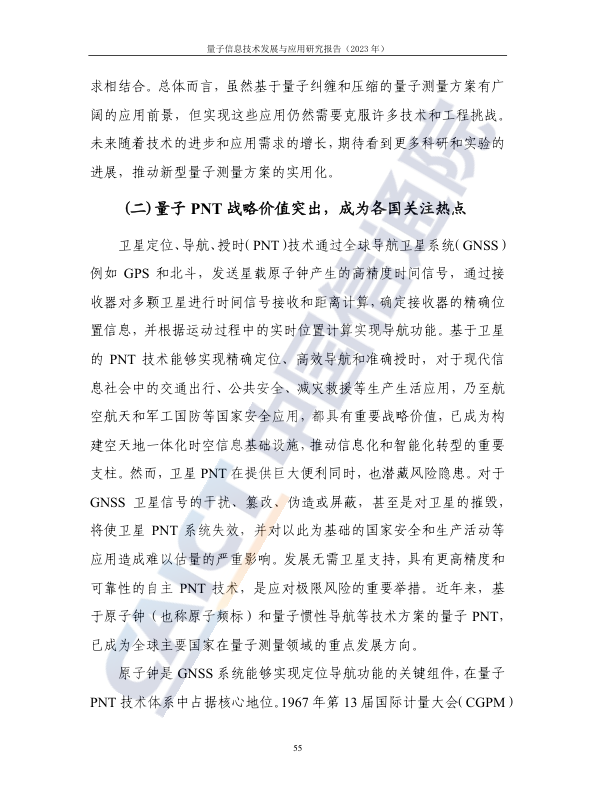 量子信息技术发展与应用研究报告（2023 年）
求相结合。总体而言，虽然基于量子纠缠和压缩的量子测量方案有广
阔的应用前景，但实现这些应用仍然需要克服许多技术和工程挑战。
未来随着技术的进步和应用需求的增长，期待看到更多科研和实验的
进展，推动新型量子测量方案的实用化。
(二)量子 PNT 战略价值突出，成为各国关注热点
卫星定位、导航、授时（PNT）技术通过全球导航卫星系统（GNSS）
例如 GPS 和北斗，发送星载原子钟产生的高精度时间信号，通过接
收器对多颗卫星进行时间信号接收和距离计算，确定接收器的精确位
置信息，并根据运动过程中的实时位置计算实现导航功能。基于卫星
的 PNT 技术能够实现精确定位、高效导航和准确授时，对于现代信
息社会中的交通出行、公共安全、减灾救援等生产生活应用，乃至航
空航天和军工国防等国家安全应用，都具有重要战略价值，已成为构
建空天地一体化时空信息基础设施，推动信息化和智能化转型的重要
支柱。然而，卫星 PNT 在提供巨大便利同时，也潜藏风险隐患。对于
GNSS 卫星信号的干扰、篡改、伪造或屏蔽，甚至是对卫星的摧毁，
将使卫星 PNT 系统失效，并对以此为基础的国家安全和生产活动等
应用造成难以估量的严重影响。发展无需卫星支持，具有更高精度和
可靠性的自主 PNT 技术，是应对极限风险的重要举措。近年来，基
于原子钟（也称原子频标）和量子惯性导航等技术方案的量子 PNT，
已成为全球主要国家在量子测量领域的重点发展方向。
原子钟是 GNSS 系统能够实现定位导航功能的关键组件，在量子
PNT 技术体系中占据核心地位。1967 年第 13 届国际计量大会（CGPM）
55
CAICT 中国信通院